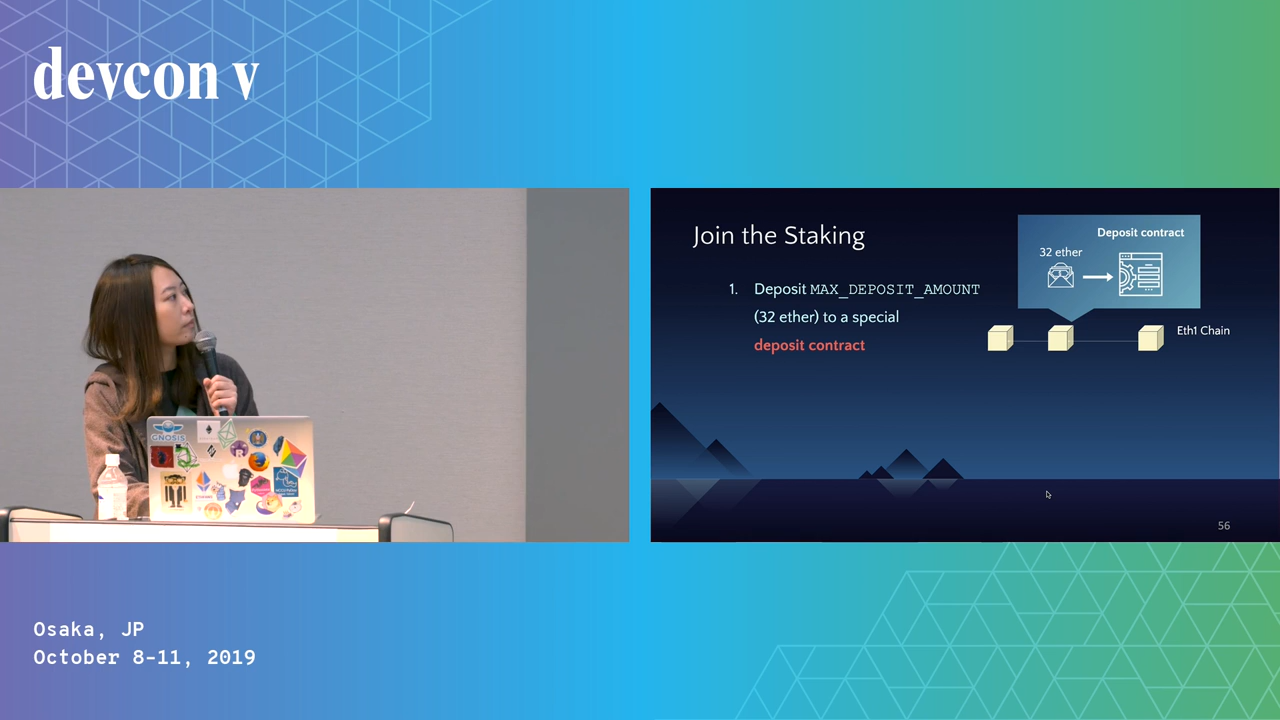 devcon v
GNOSIS
Join the Staking
1. Deposit MAX_DEPOSIT_AMOUNT
(32 ether) to a special
deposit contract
Deposit contract
32 ether
Eth1 Chain
56
Osaka, JP
October 8-11, 2019